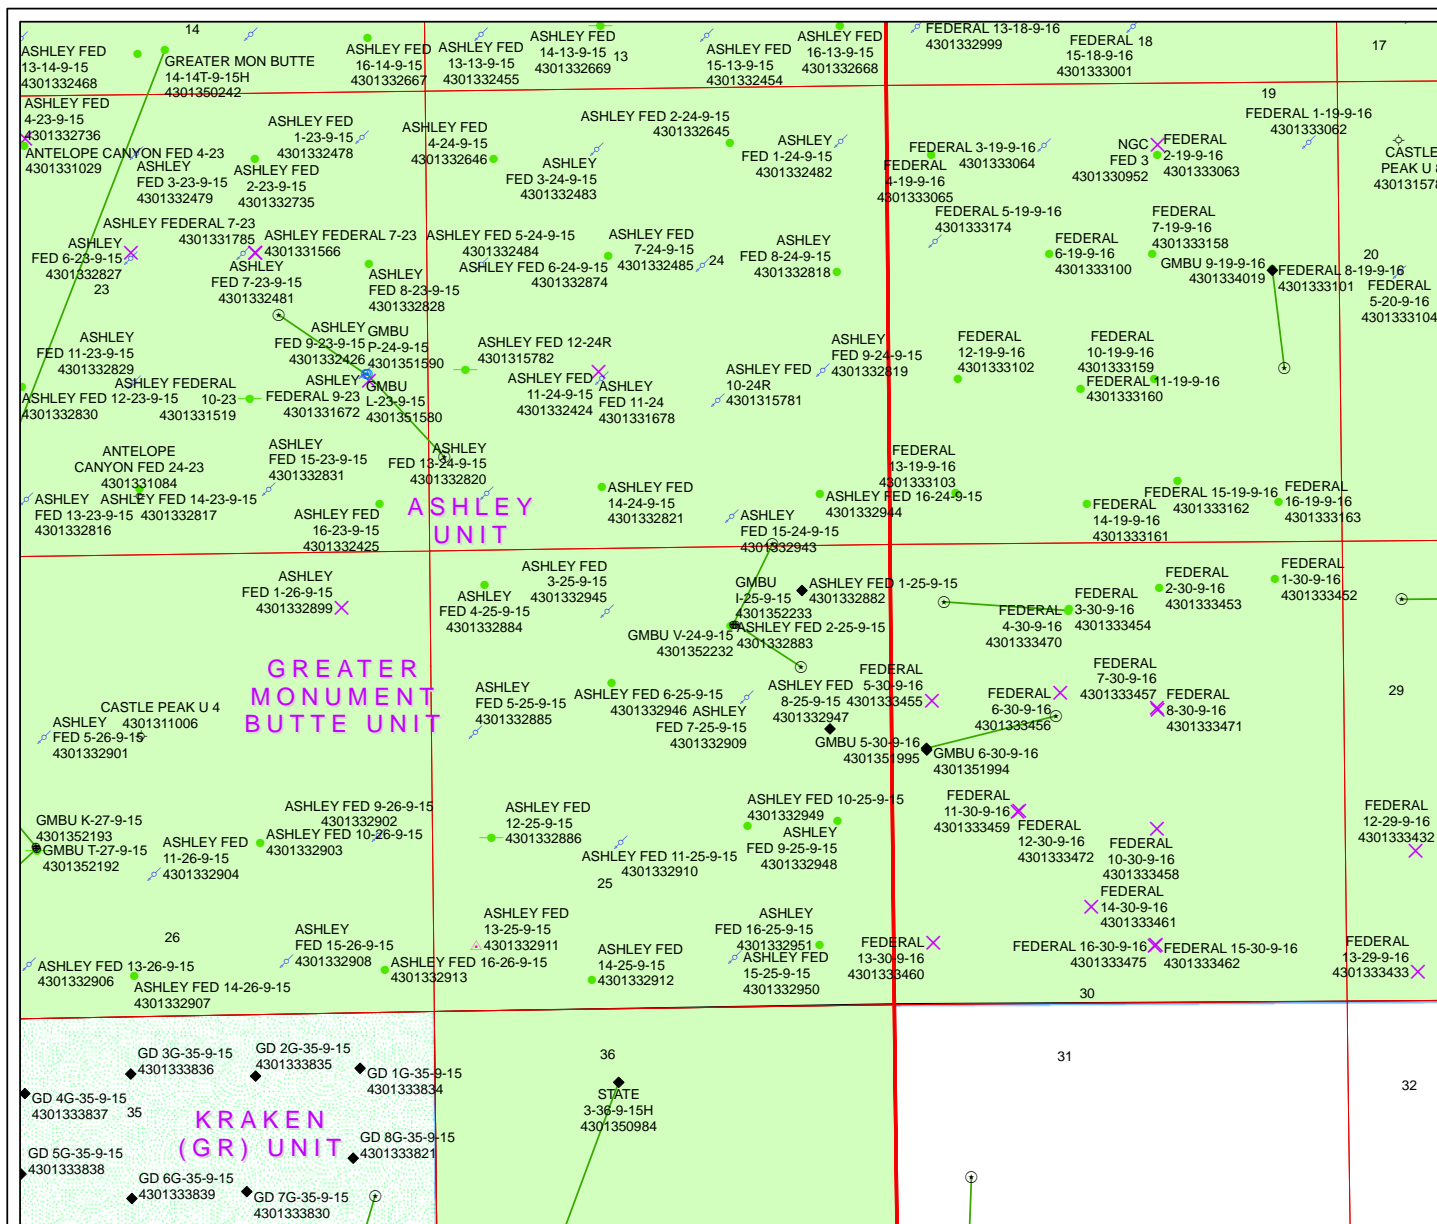 14
ASHLEY FED
13-14-9-15
4301332468
GREATER MON BUTTE
14-14T-9-15H
4301350242
ASHLEY FED
16-14-9-15
4301332667
ASHLEY FED
13-13-9-15
4301332455
ASHLEY FED
14-13-9-15
4301332669
13
ASHLEY FED
15-13-9-15
4301332454
ASHLEY FED
16-13-9-15
4301332668
FEDERAL 13-18-9-16
4301332999
FEDERAL 18
15-18-9-16
4301333001
17
ASHLEY FED
4-23-9-15
4301332736
ANTELOPE CANYON FED 4-23
4301331029
ASHLEY
FED 3-23-9-15
4301332479
ASHLEY FED
1-23-9-15
4301332478
ASHLEY FED
2-23-9-15
4301332735
ASHLEY FED
4-24-9-15
4301332646
ASHLEY
FED 3-24-9-15
4301332483
ASHLEY FED 2-24-9-15
4301332645
ASHLEY
FED 1-24-9-15
4301332482
FEDERAL 3-19-9-16
4301333064
FEDERAL
4-19-9-16
4301333065
NGC
FED 3
4301330952
FEDERAL
2-19-9-16
4301333063
19
FEDERAL 1-19-9-16
4301333062
CASTLE
PEAK U
430131578
ASHLEY FEDERAL 7-23
4301331785
ASHLEY
FED 6-23-9-15
4301332827
23
ASHLEY FEDERAL 7-23
4301331566
ASHLEY
FED 7-23-9-15
4301332481
ASHLEY
FED 8-23-9-15
4301332828
ASHLEY FED 5-24-9-15
4301332484
ASHLEY FED 6-24-9-15
4301332874
ASHLEY FED
7-24-9-15
4301332485
24
ASHLEY
FED 8-24-9-15
4301332818
FEDERAL 5-19-9-16
4301333174
FEDERAL
6-19-9-16
4301333100
FEDERAL
7-19-9-16
4301333158
GMBU 9-19-9-16
4301334019
FEDERAL 8-19-9-16
4301333101
20
FEDERAL
5-20-9-16
4301333104
ASHLEY
FED 11-23-9-15
4301332829
ASHLEY FED 12-23-9-15
4301332830
ASHLEY FEDERAL
10-23
4301331519
ASHLEY
FED 9-23-9-15
4301332426
GMBU
P-24-9-15
4301351590
ASHLEY
FEDERAL 9-23
4301331672
GMBU
L-23-9-15
4301351580
ASHLEY FED 12-24R
4301315782
ASHLEY FED
11-24-9-15
4301332424
ASHLEY
FED 11-24
4301331678
ASHLEY FED
10-24R
4301315781
ASHLEY
FED 9-24-9-15
4301332819
FEDERAL
12-19-9-16
4301333102
FEDERAL
10-19-9-16
4301333159
FEDERAL 11-19-9-16
4301333160
ANTELOPE
CANYON FED 24-23
4301331084
ASHLEY
FED 13-23-9-15
4301332816
ASHLEY FED 14-23-9-15
4301332817
ASHLEY
FED 15-23-9-15
4301332831
ASHLEY FED
16-23-9-15
4301332425
ASHLEY
FED 13-24-9-15
4301332820
ASHLEY
UNIT
ASHLEY FED
14-24-9-15
4301332821
ASHLEY
FED 15-24-9-15
4301332943
ASHLEY FED 16-24-9-15
4301332944
FEDERAL
13-19-9-16
4301333103
FEDERAL
14-19-9-16
4301333161
FEDERAL 15-19-9-16
4301333162
FEDERAL
16-19-9-16
4301333163
ASHLEY
FED 1-26-9-15
4301332899
ASHLEY FED
3-25-9-15
4301332945
ASHLEY
FED 4-25-9-15
4301332884
GMBU
I-25-9-15
4301352233
ASHLEY FED 1-25-9-15
4301332882
GMBU V-24-9-15
4301352232
ASHLEY FED 2-25-9-15
4301332883
FEDERAL
4-30-9-16
4301333470
FEDERAL
3-30-9-16
4301333454
FEDERAL
2-30-9-16
4301333453
FEDERAL
1-30-9-16
4301333452
GREATER
MONUMENT
BUTTE UNIT
CASTLE PEAK U 4
4301311006
ASHLEY
FED 5-26-9-15
4301332901
ASHLEY
FED 5-25-9-15
4301332885
ASHLEY FED 6-25-9-15
4301332946
ASHLEY
FED 7-25-9-15
4301332909
ASHLEY FED
8-25-9-15
4301332947
FEDERAL
5-30-9-16
4301333455
GMBU 5-30-9-16
4301351995
GMBU 6-30-9-16
4301351994
FEDERAL
6-30-9-16
4301333456
FEDERAL
7-30-9-16
4301333457
FEDERAL
8-30-9-16
4301333471
29
GMBU K-27-9-15
4301352193
GMBU T-27-9-15
4301352192
ASHLEY FED
11-26-9-15
4301332904
ASHLEY FED 9-26-9-15
4301332902
ASHLEY FED 10-26-9-15
4301332903
ASHLEY FED
12-25-9-15
4301332886
ASHLEY FED 11-25-9-15
4301332910
25
ASHLEY FED 10-25-9-15
4301332949
ASHLEY
FED 9-25-9-15
4301332948
FEDERAL
11-30-9-16
4301333459
FEDERAL
12-30-9-16
4301333472
FEDERAL
10-30-9-16
4301333458
FEDERAL
12-29-9-16
4301333432
26
ASHLEY FED 13-26-9-15
4301332906
ASHLEY FED 14-26-9-15
4301332907
ASHLEY
FED 15-26-9-15
4301332908
ASHLEY FED 16-26-9-15
4301332913
ASHLEY FED
13-25-9-15
4301332911
ASHLEY FED
14-25-9-15
4301332912
ASHLEY
FED 16-25-9-15
4301332951
ASHLEY FED
15-25-9-15
4301332950
FEDERAL
13-30-9-16
4301333460
FEDERAL
14-30-9-16
4301333461
FEDERAL 16-30-9-16
4301333475
FEDERAL 15-30-9-16
4301333462
FEDERAL
13-29-9-16
4301333433
30
GD 3G-35-9-15
4301333836
GD 2G-35-9-15
4301333835
GD 1G-35-9-15
4301333834
GD 4G-35-9-15
4301333837
35
KRAKEN
(GR) UNIT
GD 8G-35-9-15
4301333821
GD 5G-35-9-15
4301333838
GD 6G-35-9-15
4301333839
GD 7G-35-9-15
4301333830
36
STATE
3-36-9-15H
4301350984
31
32